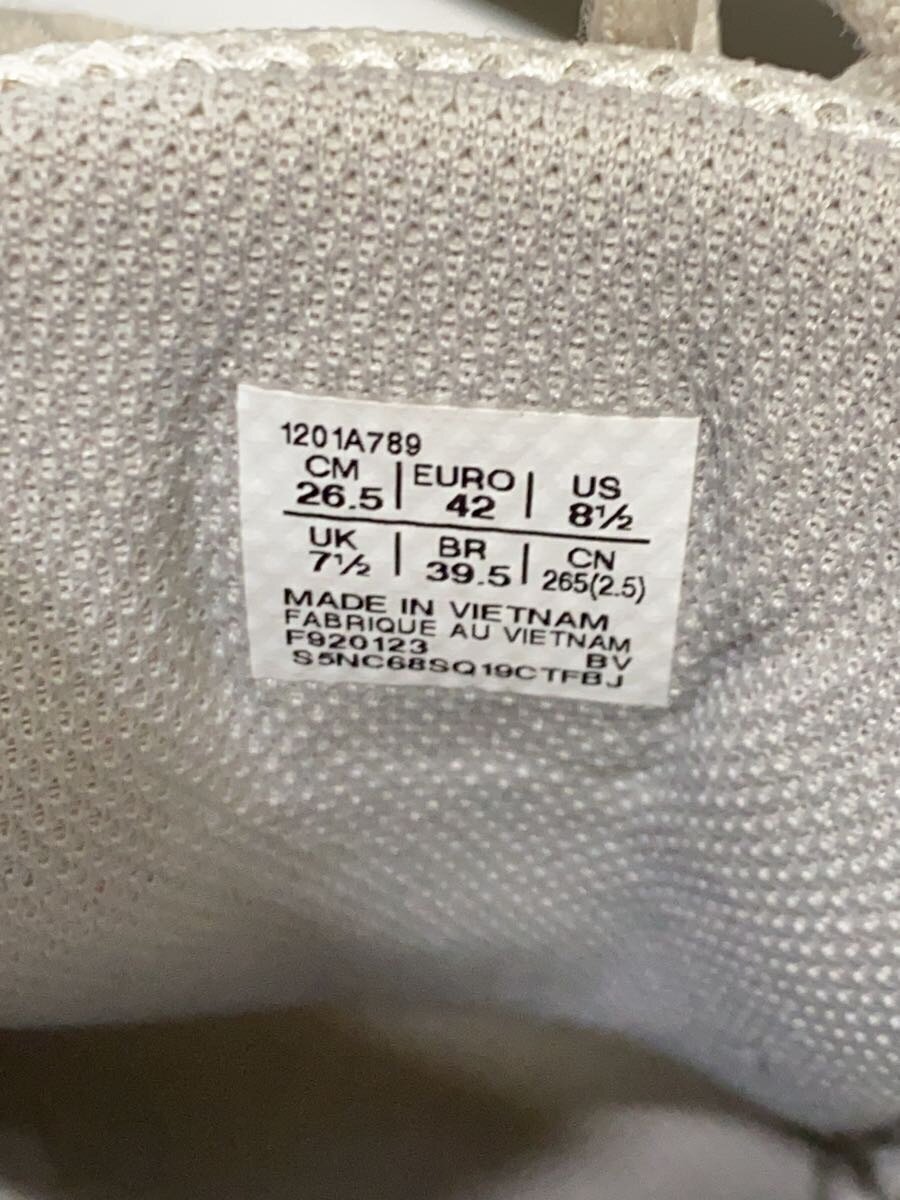 1201A789
CM | EURO | US
26.5 | 42 | 8½
UK | BR | CN
7½ | 39.5 | 265(2.5)
MADE IN VIETNAM
FABRIQUE AU VIETNAM
F920123 BV
S5NC68SQ19CTFBJ